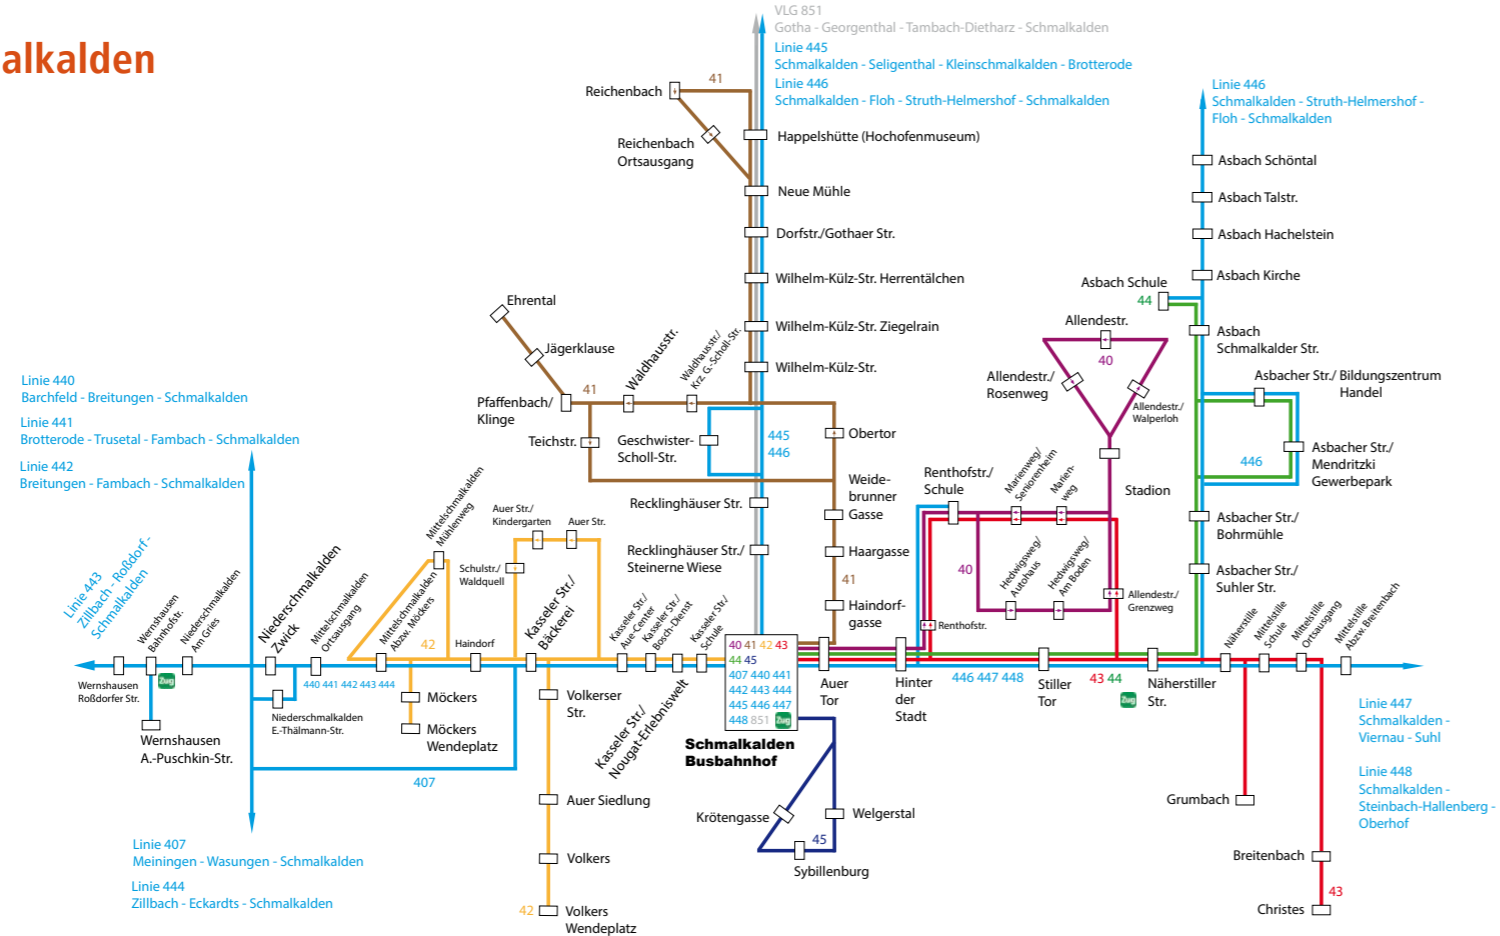 alkalden
VLG 851
Gotha - Georgenthal - Tambach-Dietharz - Schmalkalden
Linie 445
Schmalkalden - Seligenthal - Kleinschmalkalden - Brotterode
Linie 446
Schmalkalden - Floh - Struth-Helmershof - Schmalkalden
Linie 446
Schmalkalden - Struth-Helmershof -
Floh - Schmalkalden
Reichenbach
41
Reichenbach
Ortsausgang
Happelshütte (Hochofenmuseum)
Neue Mühle
Dorfstr./Gothaer Str.
Wilhelm-Külz-Str. Herrentälchen
Wilhelm-Külz-Str. Ziegelrain
Wilhelm-Külz-Str.
Asbach Schöntal
Asbach Talstr.
Asbach Hachelstein
Asbach Kirche
Asbach Schule
44
Asbach
Schmalkalder Str.
Asbacher Str./ Bildungszentrum
Handel
Asbacher Str./
Mendritzki
Gewerbepark
446
Asbacher Str./
Bohrmühle
Asbacher Str./
Suhler Str.
Ehrental
Jägerklause
41
Pfaffenbach/
Klinge
Waldhausstr.
Waldhausstr./
Krz. G.-Scholl-Str.
Teichstr.
Geschwister-
Scholl-Str.
445
446
Obertor
Weide-
brunner
Gasse
Haargasse
41
Haindorf-
gasse
Recklinghäuser Str.
Recklinghäuser Str./
Steinerne Wiese
Allendestr.
40
Allendestr./
Rosenweg
Allendestr./
Walperloh
Stadion
Renthofstr./
Schule
Marienweg/
Seniorenheim
Marien-
weg
40
Hedwigsweg/
Autohaus
Hedwigsweg/
Am Boden
Allendestr./
Grenzweg
Renthofstr.
Linie 440
Barchfeld - Breitungen - Schmalkalden
Linie 441
Brotterode - Trusetal - Fambach - Schmalkalden
Linie 442
Breitungen - Fambach - Schmalkalden
Linie 443
Zillbach - Roßdorf -
Schmalkalden
Wernshausen
Bahnhofstr.
Niederschmalkalden
Am Gries
Niederschmalkalden
Zwick
Mittelschmalkalden
Ortsausgang
Mittelschmalkalden
Abzw. Möckers
Mittelschmalkalden
Mühlenweg
42
Haindorf
Auer Str./
Kindergarten
Auer Str.
Schulstr./
Waldquell
Kasseler Str./
Bäckerei
Kasseler Str./
Aue-Center
Kasseler Str./
Bosch-Dienst
Kasseler Str./
Schule
Kasseler Str./
Nougat-Erlebniswelt
Wernshausen
Roßdorfer Str.
Zug
Wernshausen
A.-Puschkin-Str.
440 441 442 443 444
Niederschmalkalden
E.-Thälmann-Str.
Möckers
Möckers
Wendeplatz
407
Volkerser
Str.
Auer Siedlung
Volkers
42
Volkers
Wendeplatz
Linie 407
Meiningen - Wasungen - Schmalkalden
Linie 444
Zillbach - Eckardts - Schmalkalden
40 41 42 43
44 45
407 440 441
442 443 444
445 446 447
448 851 Zug
Schmalkalden
Busbahnhof
Auer
Tor
Hinter
der
Stadt
446 447 448
Stiller
Tor
43 44
Zug
Näherstiller
Str.
Näherstille
Mittelstille
Schule
Mittelstille
Ortsausgang
Mittelstille
Abzw. Breitenbach
Krötengasse
Welgerstal
45
Sybillenburg
Grumbach
Breitenbach
43
Christes
Linie 447
Schmalkalden -
Viernau - Suhl
Linie 448
Schmalkalden -
Steinbach-Hallenberg -
Oberhof